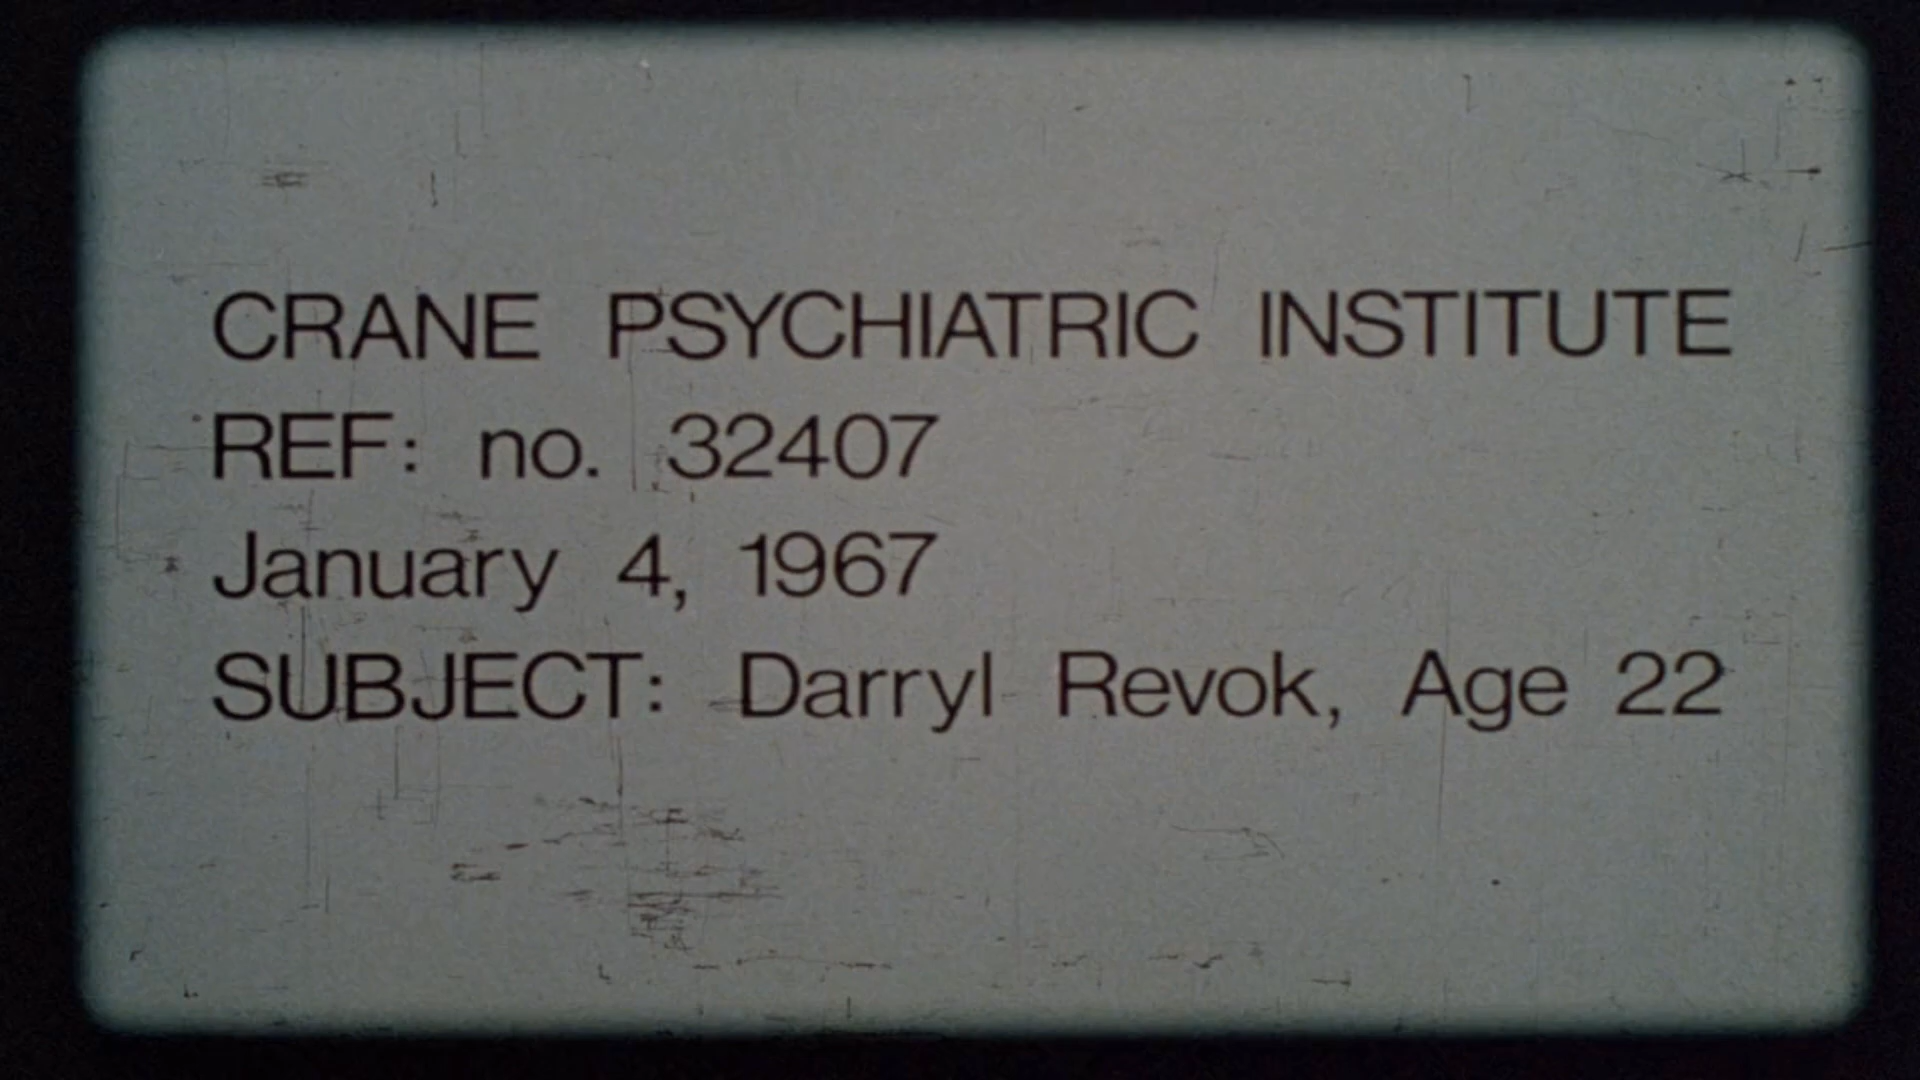 CRANE PSYCHIATRIC INSTITUTE
REF: no. 32407
January 4, 1967
SUBJECT: Darryl Revok, Age 22